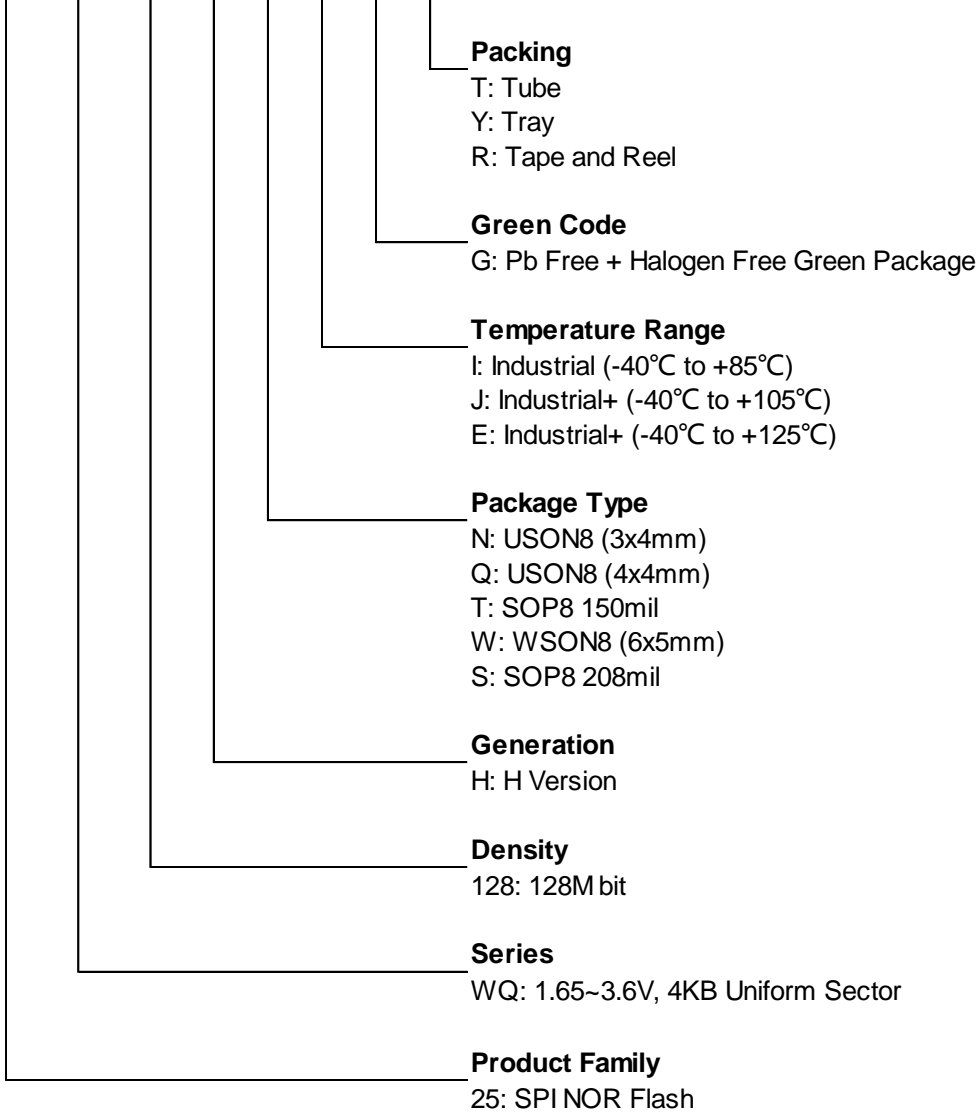 Packing
T: Tube
Y: Tray
R: Tape and Reel
Green Code
G: Pb Free + Halogen Free Green Package
Temperature Range
I: Industrial (-40℃ to +85℃)
J: Industrial+ (-40℃ to +105℃)
E: Industrial+ (-40℃ to +125℃)
Package Type
N: USON8 (3x4mm)
Q: USON8 (4x4mm)
T: SOP8 150mil
W: WSON8 (6x5mm)
S: SOP8 208mil
Generation
H: H Version
Density
128: 128M bit
Series
WQ: 1.65~3.6V, 4KB Uniform Sector
Product Family
25: SPI NOR Flash